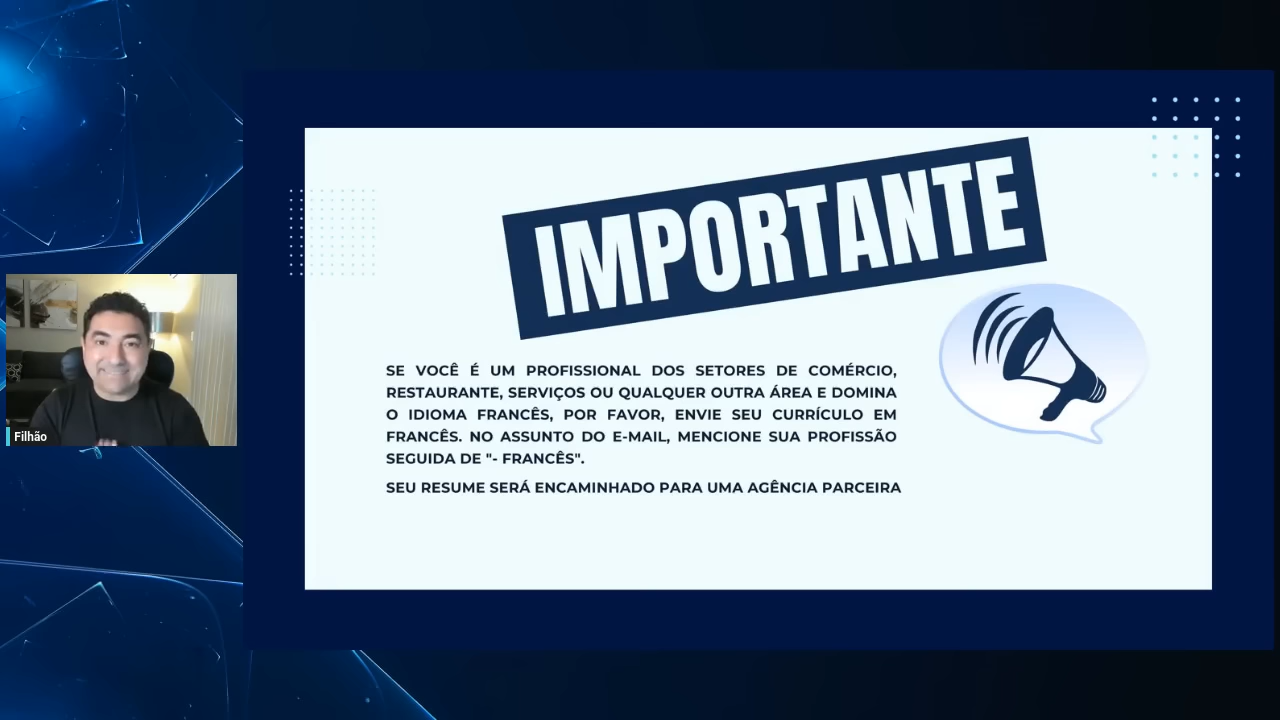 IMPORTANTE
SE VOCÊ É UM PROFISSIONAL DOS SETORES DE COMÉRCIO,
RESTAURANTE, SERVIÇOS OU QUALQUER OUTRA ÁREA E DOMINA
O IDIOMA FRANCÊS, POR FAVOR, ENVIE SEU CURRÍCULO EM
FRANCÊS. NO ASSUNTO DO E-MAIL, MENCIONE SUA PROFISSÃO
SEGUIDA DE "- FRANCÊS".
SEU RESUME SERÁ ENCAMINHADO PARA UMA AGÊNCIA PARCEIRA
Filhão